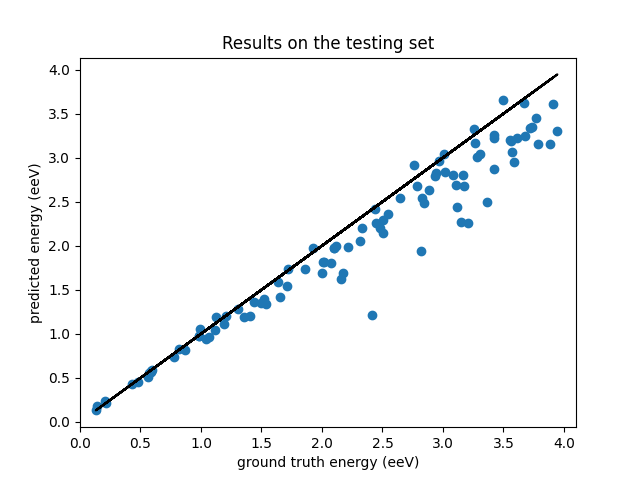 Results on the testing set
4.0
3.5
3.0
2.5
2.0
1.5
1.0
0.5
0.0
predicted energy (eeV)
0.0 0.5 1.0 1.5 2.0 2.5 3.0 3.5 4.0
ground truth energy (eeV)